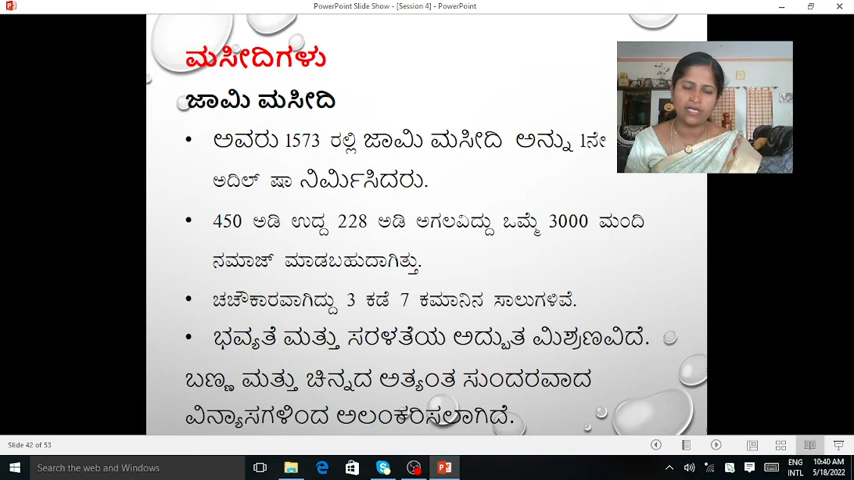 PowerPoint Slide Show - [Session 4] - PowerPoint
ಮಸೀದಿಗಳು
ಜಾಮಿ ಮಸೀದಿ
• ಅವರು 1573 ರಲ್ಲಿ ಜಾಮಿ ಮಸೀದಿ ಅನ್ನು 1ನೇ
ಅದಿಲ್ ಷಾ ನಿರ್ಮಿಸಿದರು.
• 450 ಅಡಿ ಉದ್ದ 228 ಅಡಿ ಅಗಲವಿದ್ದು ಒಮ್ಮೆ 3000 ಮಂದಿ
ನಮಾಜ್ ಮಾಡಬಹುದಾಗಿತ್ತು.
• ಚಚೌಕಾರವಾಗಿದ್ದು 3 ಕಡೆ 7 ಕಮಾನಿನ ಸಾಲುಗಳಿವೆ.
• ಭವ್ಯತೆ ಮತ್ತು ಸರಳತೆಯ ಅದ್ಭುತ ಮಿಶ್ರಣವಿದೆ.
ಬಣ್ಣ ಮತ್ತು ಚಿನ್ನದ ಅತ್ಯಂತ ಸುಂದರವಾದ
ವಿನ್ಯಾಸಗಳಿಂದ ಅಲಂಕರಿಸಲಾಗಿದೆ.
Slide 42 of 53
Search the web and Windows
ENG 10:40 AM
INTL 5/18/2022